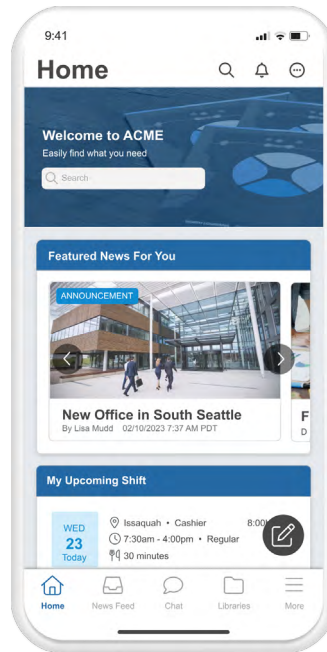 9:41
Home
Welcome to ACME
Easily find what you need
Search
Featured News For You
ANNOUNCEMENT
New Office in South Seattle
By Lisa Mudd 02/10/2023 7:37 AM PDT
F
D
My Upcoming Shift
WED
23
Today
Issaquah • Cashier 8:00
7:30am - 4:00pm • Regular
30 minutes
Home News Feed Chat Libraries More